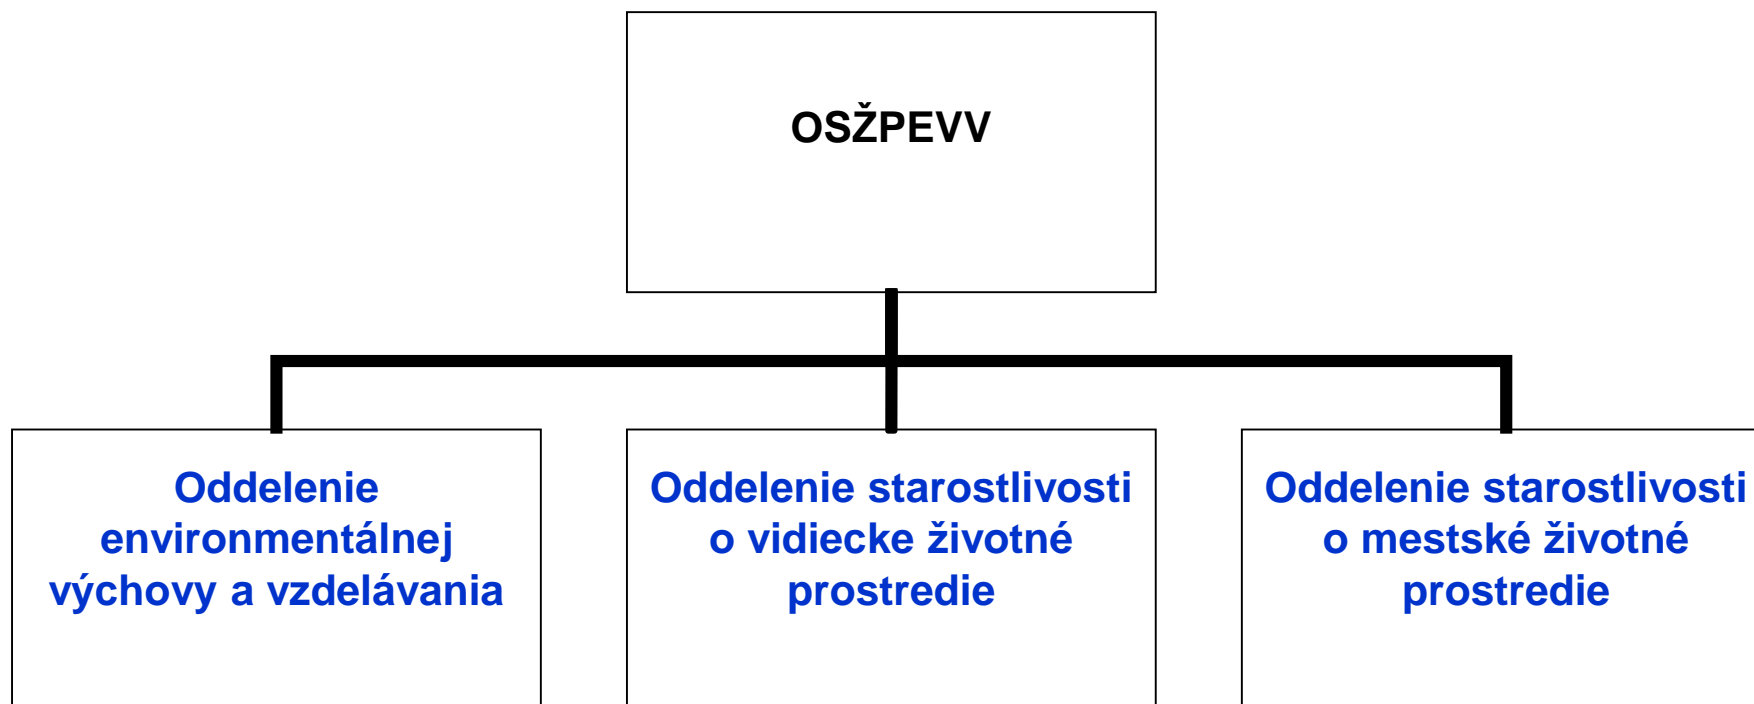 OSŽPEVV
Oddelenie
environmentálnej
výchovy a vzdelávania
Oddelenie starostlivosti
o vidiecke životné
prostredie
Oddelenie starostlivosti
o mestské životné
prostredie